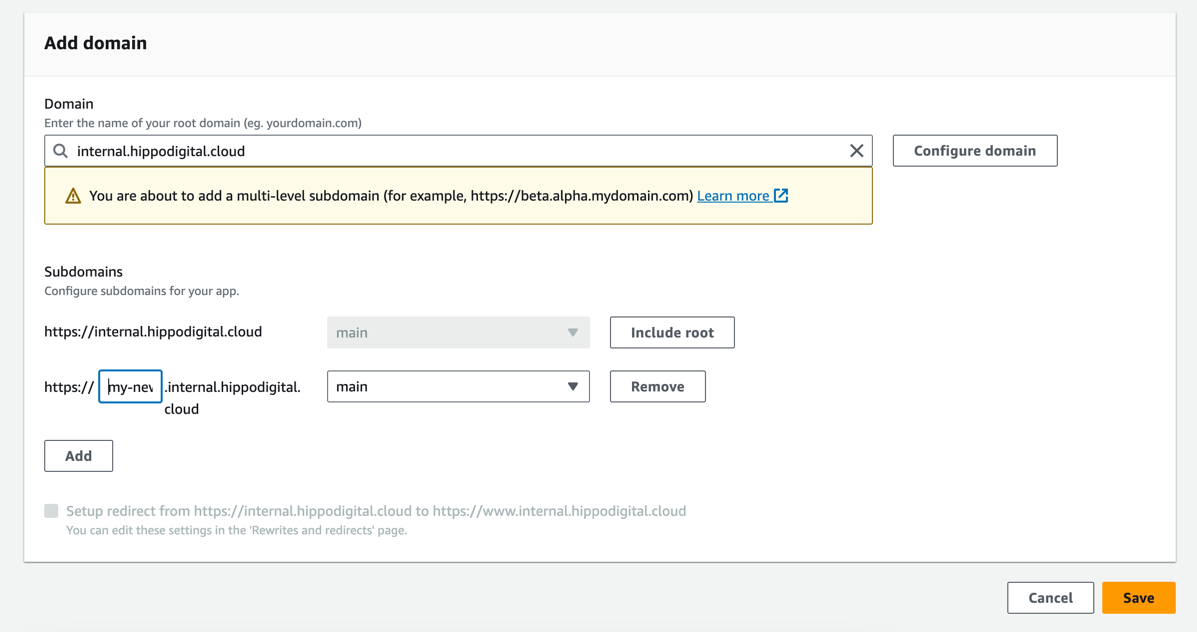 Add domain
Domain
Enter the name of your root domain (eg. yourdomain.com)
internal.hippodigital.cloud
Configure domain
You are about to add a multi-level subdomain (for example, https://beta.alpha.mydomain.com) Learn more
Subdomains
Configure subdomains for your app.
https://internal.hippodigital.cloud main Include root
https:// my-new .internal.hippodigital. main Remove
cloud
Add
Setup redirect from https://internal.hippodigital.cloud to https://www.internal.hippodigital.cloud
You can edit these settings in the 'Rewrites and redirects' page.
Cancel Save